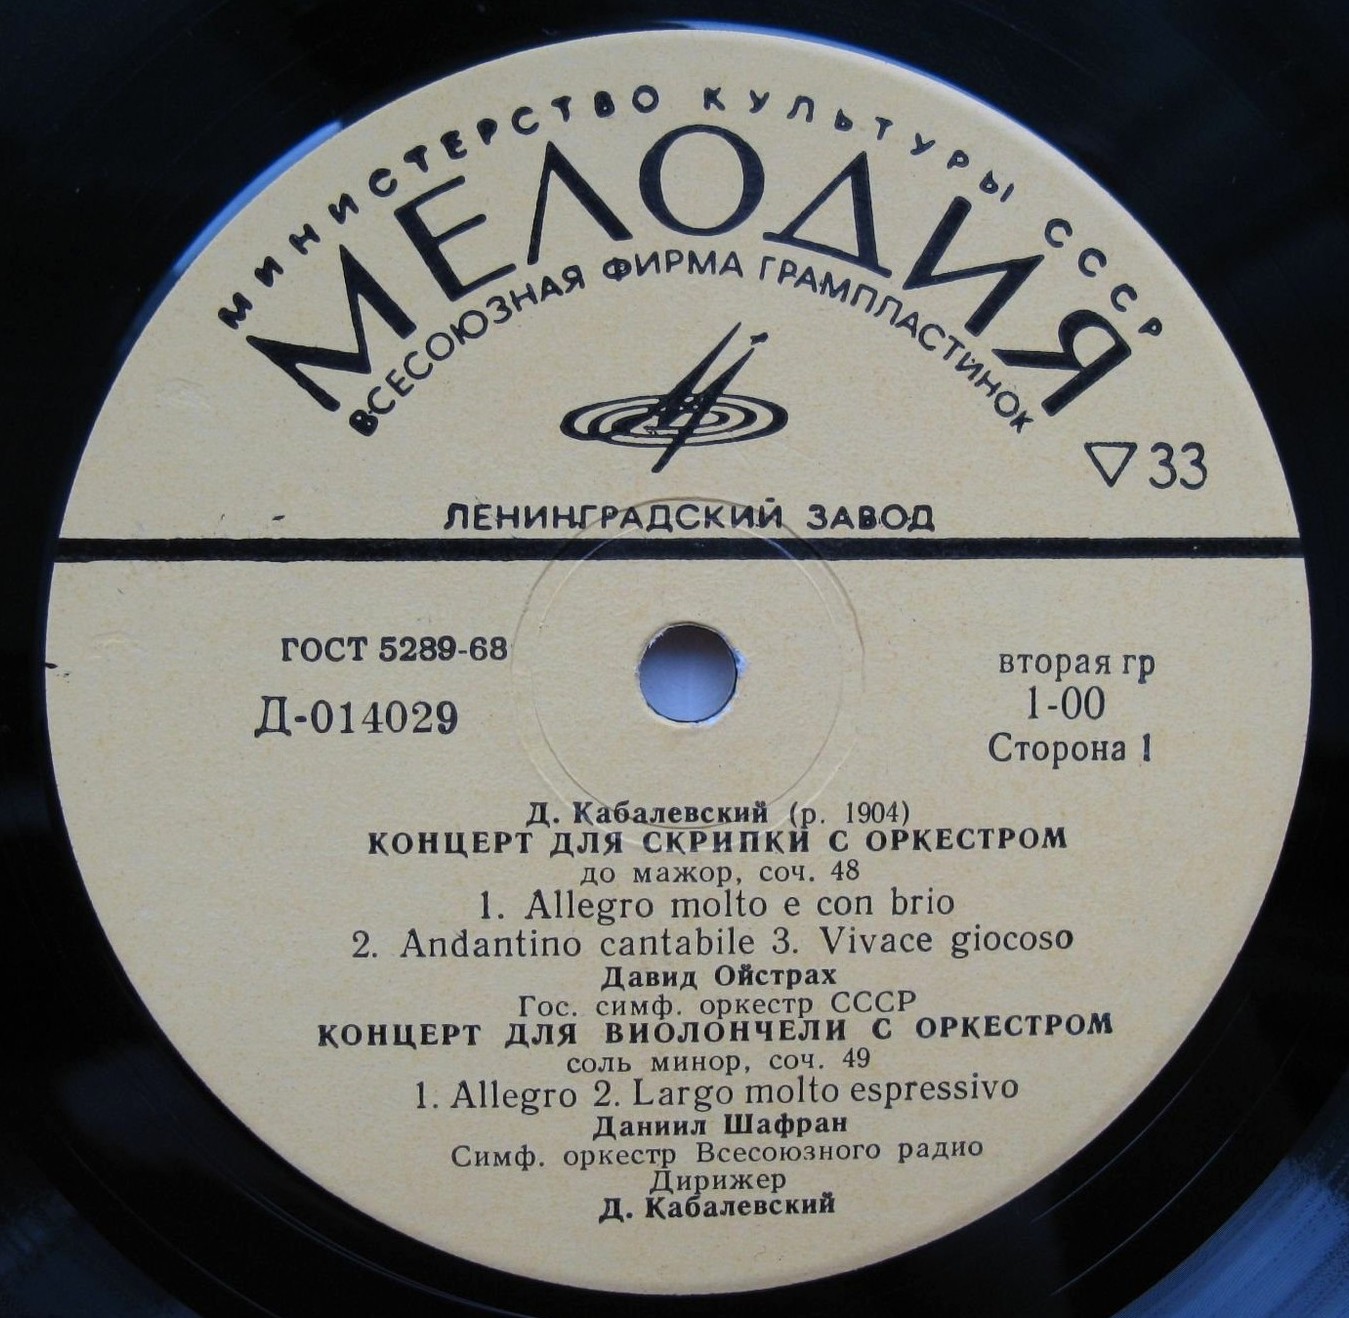 МИНИСТЕРСТВО КУЛЬТУРЫ СССР
МЕЛОДИЯ
ВСЕСОЮЗНАЯ ФИРМА ГРАМПЛАСТИНОК
33
ЛЕНИНГРАДСКИЙ ЗАВОД
ГОСТ 5289-68
Д-014029
вторая гр
1-00
Сторона 1
Д. Кабалевский (р. 1904)
КОНЦЕРТ ДЛЯ СКРИПКИ С ОРКЕСТРОМ
до мажор, соч. 48
1. Allegro molto e con brio
2. Andantino cantabile 3. Vivace giocoso
Давид Ойстрах
Гос. симф. оркестр СССР
КОНЦЕРТ ДЛЯ ВИОЛОНЧЕЛИ С ОРКЕСТРОМ
соль минор, соч. 49
1. Allegro 2. Largo molto espressivo
Даниил Шафран
Симф. оркестр Всесоюзного радио
Дирижер
Д. Кабалевский